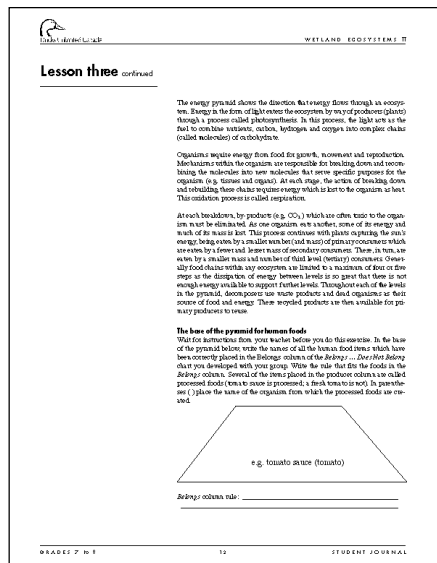 Ducks Unlimited Canada
WETLAND ECOSYSTEMS II
Lesson three continued
The energy pyramid shows the direction that energy flows through an ecosys-
tem. Energy in the form of light enters the ecosystem by way of producers (plants)
through a process called photosynthesis. In this process, the light acts as the
fuel to combine nutrients, carbon, hydrogen and oxygen into complex chains
(called molecules) of carbohydrate.
Organisms require energy from food for growth, movement and reproduction.
Mechanisms within the organism are responsible for breaking down and recom-
bining the molecules into new molecules that serve specific purposes for the
organism (e.g. tissues and organs). At each stage, the action of breaking down
and rebuilding these chains requires energy which is lost to the organism as heat.
This oxidation process is called respiration.
At each breakdown, by-products (e.g. CO2) which are often toxic to the organ-
ism must be eliminated. As one organism eats another, some of its energy and
much of its mass is lost. This process continues with plants capturing the sun's
energy, being eaten by a smaller number (and mass) of primary consumers which
are eaten by a fewer and lesser mass of secondary consumers. These, in turn, are
eaten by a smaller mass and number of third level (tertiary) consumers. Gener-
ally food chains within any ecosystem are limited to a maximum of four or five
steps as the dissipation of energy between levels is so great that there is not
enough energy available to support further levels. Throughout each of the levels
in the pyramid, decomposers use waste products and dead organisms as their
source of food and energy. These recycled products are then available for pri-
mary producers to reuse.
The base of the pyramid for human foods
Wait for instructions from your teacher before you do this exercise. In the base
of the pyramid below, write the names of all the human food items which have
been correctly placed in the Belongs column of the Belongs ... Does Not Belong
chart you developed with your group. Write the rule that fits the foods in the
Belongs column. Several of the items placed in the producer column are called
processed foods (tomato sauce is processed; a fresh tomato is not). In parenthe-
ses ( ) place the name of the organism from which the processed foods are cre-
ated.
e.g. tomato sauce (tomato)
Belongs column rule:
GRADES 7 to 9
12
STUDENT JOURNAL